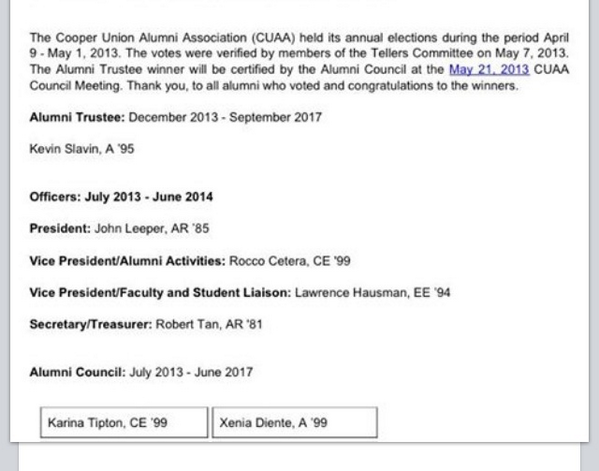 The Cooper Union Alumni Association (CUAA) held its annual elections during the period April
9 - May 1, 2013. The votes were verified by members of the Tellers Committee on May 7, 2013.
The Alumni Trustee winner will be certified by the Alumni Council at the May 21, 2013 CUAA
Council Meeting. Thank you, to all alumni who voted and congratulations to the winners.
Alumni Trustee: December 2013 - September 2017
Kevin Slavin, A '95
Officers: July 2013 - June 2014
President: John Leeper, AR '85
Vice President/Alumni Activities: Rocco Cetera, CE '99
Vice President/Faculty and Student Liaison: Lawrence Hausman, EE '94
Secretary/Treasurer: Robert Tan, AR '81
Alumni Council: July 2013 - June 2017
Karina Tipton, CE '99 Xenia Diente, A '99